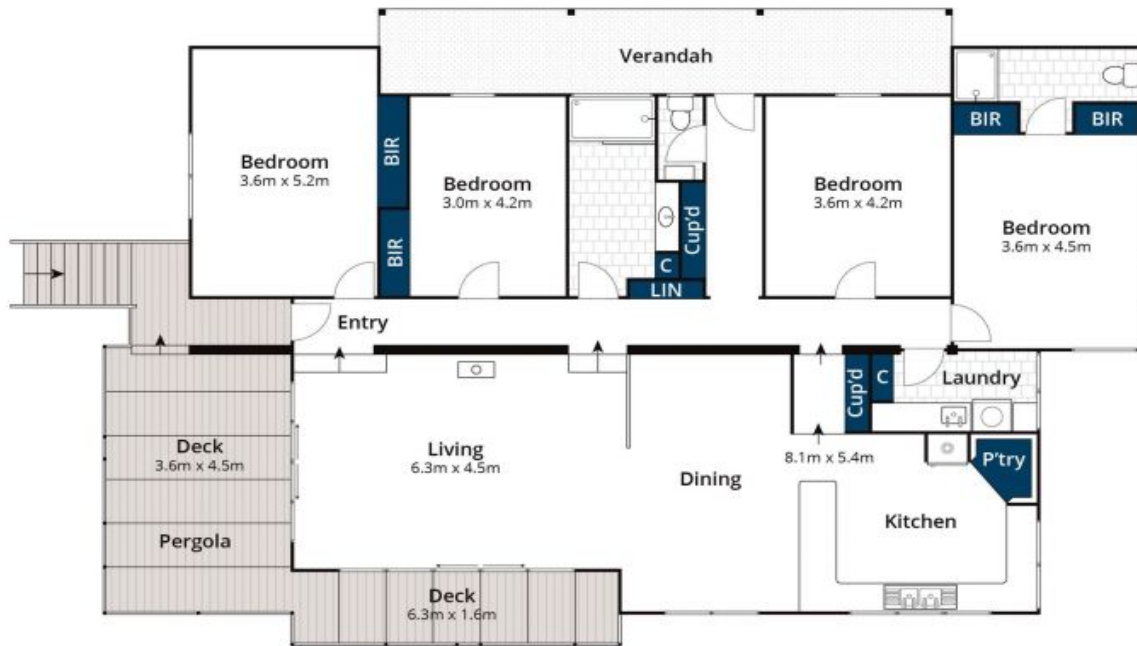 Verandah
BIR
BIR
Bedroom
3.6m x 5.2m
BIR
Bedroom
3.0m x 4.2m
Bedroom
3.6m x 4.2m
Cup'd
Bedroom
3.6m x 4.5m
BIR
C
LIN
Entry
Laundry
C
Cup'd
Deck
3.6m x 4.5m
Living
6.3m x 4.5m
8.1m x 5.4m
P'try
Dining
Kitchen
Pergola
Deck
6.3m x 1.6m